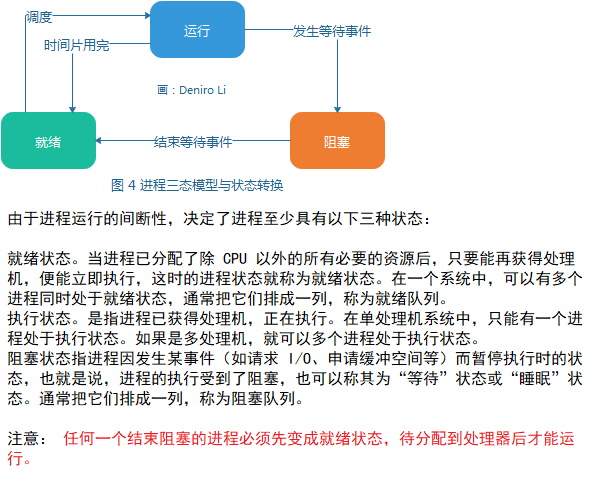 调度
运行
时间片用完
发生等待事件
画：Deniro Li
就绪
结束等待事件
阻塞
图 4 进程三态模型与状态转换
由于进程运行的间断性，决定了进程至少具有以下三种状态：
就绪状态。当进程已分配了除 CPU 以外的所有必要的资源后，只要能再获得处理
机，便能立即执行，这时的进程状态就称为就绪状态。在一个系统中，可以有多个
进程同时处于就绪状态，通常把它们排成一列，称为就绪队列。
执行状态。是指进程已获得处理机，正在执行。在单处理机系统中，只能有一个进
程处于执行状态。如果是多处理机，就可以多个进程处于执行状态。
阻塞状态指进程因发生某事件（如请求 I/O、申请缓冲空间等）而暂停执行时的状
态，也就是说，进程的执行受到了阻塞，也可以称其为“等待”状态或“睡眠”状
态。通常把它们排成一列，称为阻塞队列。
注意： 任何一个结束阻塞的进程必须先变成就绪状态，待分配到处理器后才能运
行。